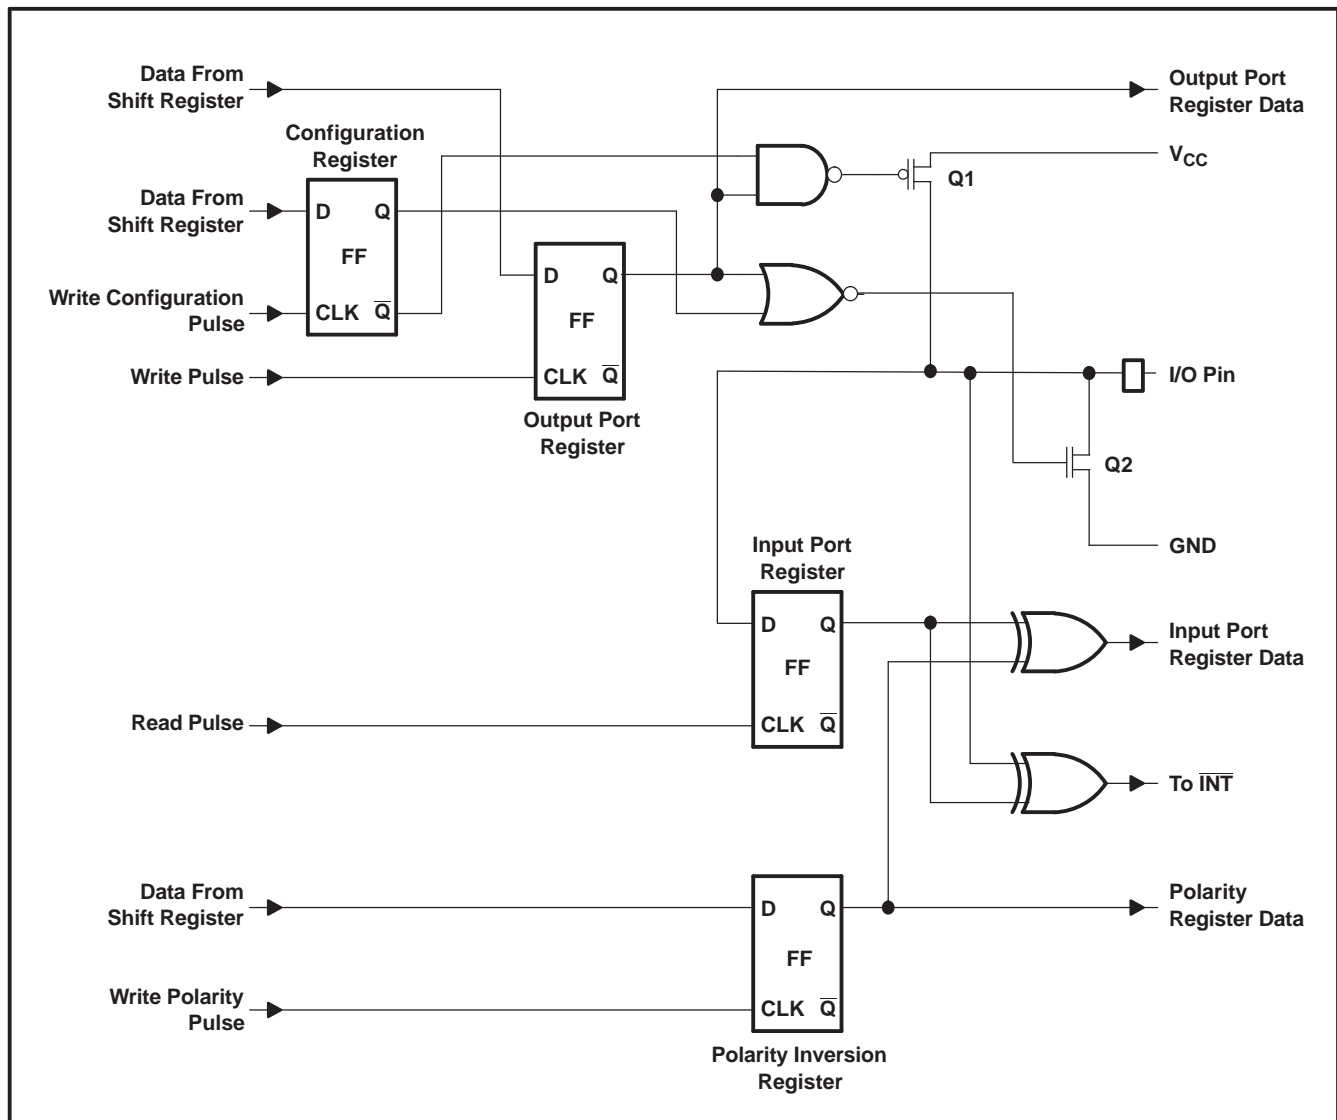 Data From
Shift Register
Output Port
Register Data
Configuration
Register
VCC
Q1
Data From
Shift Register
D
Q
FF
D
Q
Write Configuration
Pulse
CLK
Q̅
FF
Write Pulse
CLK
Q̅
I/O Pin
Output Port
Register
Q2
Input Port
Register
GND
D
Q
Input Port
Register Data
FF
Read Pulse
CLK
Q̅
To I̅N̅T̅
Data From
Shift Register
D
Q
Polarity
Register Data
FF
Write Polarity
Pulse
CLK
Q̅
Polarity Inversion
Register